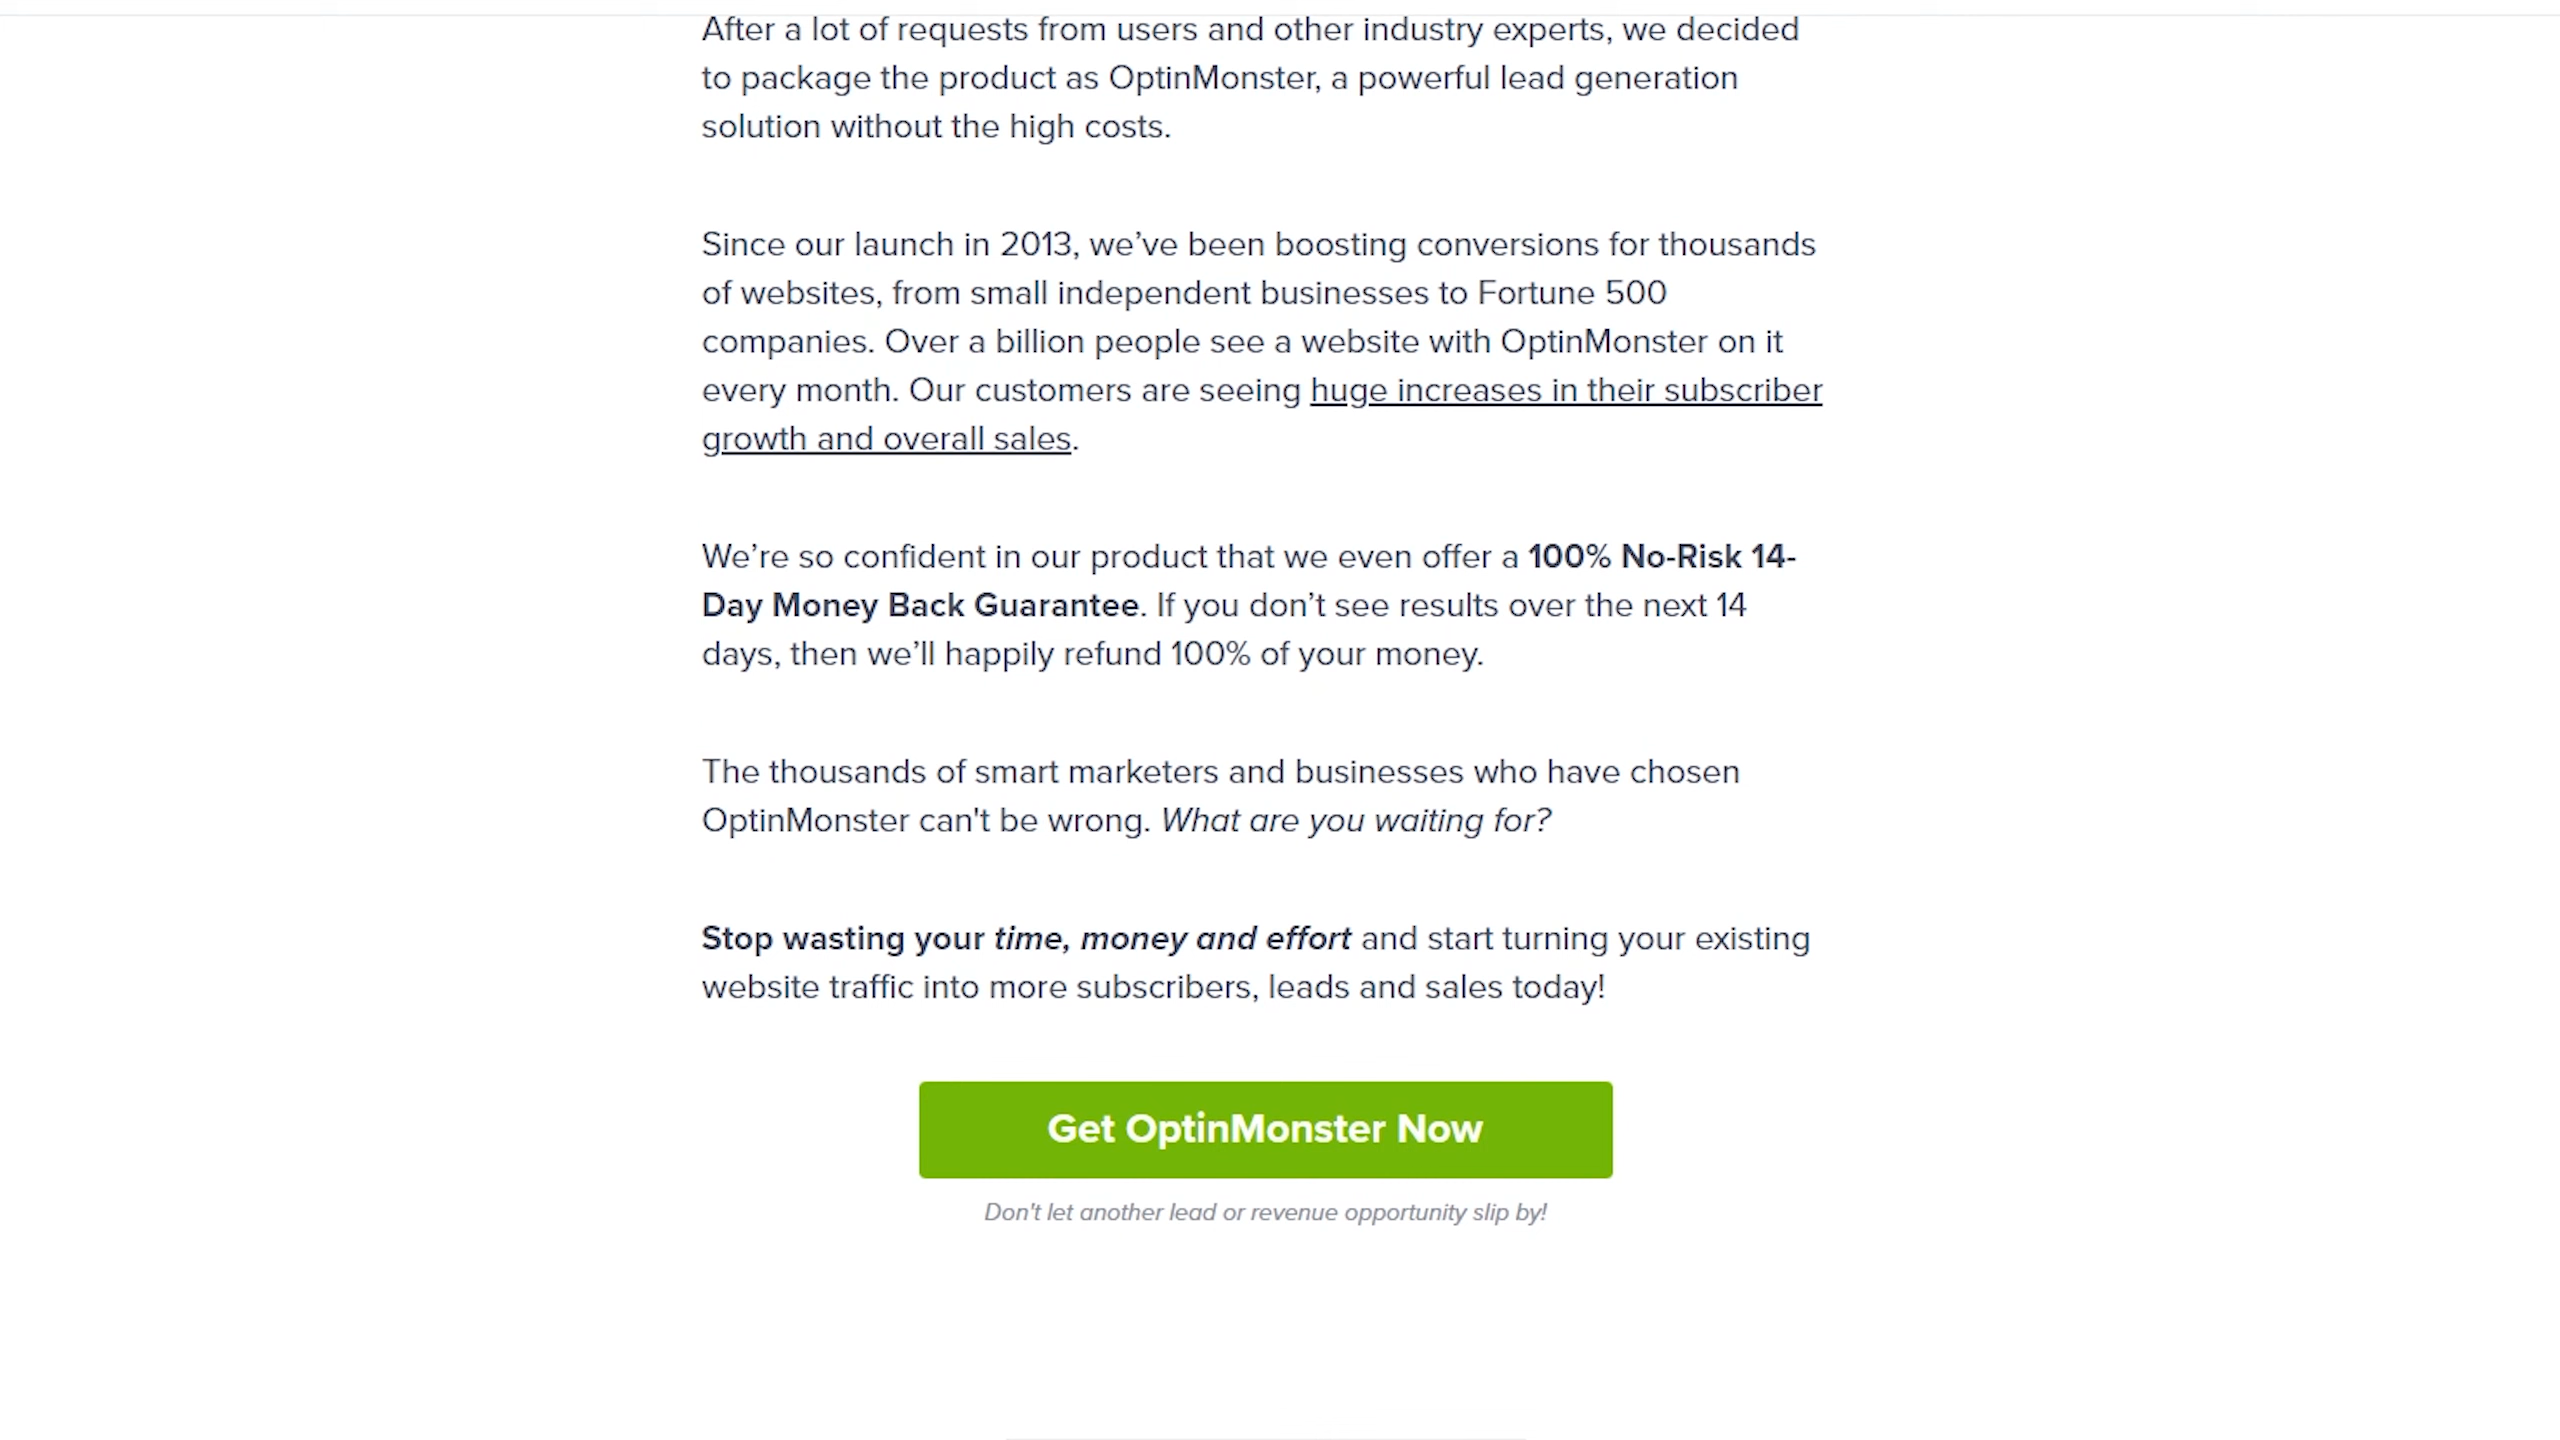 After a lot of requests from users and other industry experts, we decided
to package the product as OptinMonster, a powerful lead generation
solution without the high costs.
Since our launch in 2013, we’ve been boosting conversions for thousands
of websites, from small independent businesses to Fortune 500
companies. Over a billion people see a website with OptinMonster on it
every month. Our customers are seeing huge increases in their subscriber
growth and overall sales.
We’re so confident in our product that we even offer a 100% No-Risk 14-
Day Money Back Guarantee. If you don’t see results over the next 14
days, then we’ll happily refund 100% of your money.
The thousands of smart marketers and businesses who have chosen
OptinMonster can't be wrong. What are you waiting for?
Stop wasting your time, money and effort and start turning your existing
website traffic into more subscribers, leads and sales today!
Get OptinMonster Now
Don't let another lead or revenue opportunity slip by!